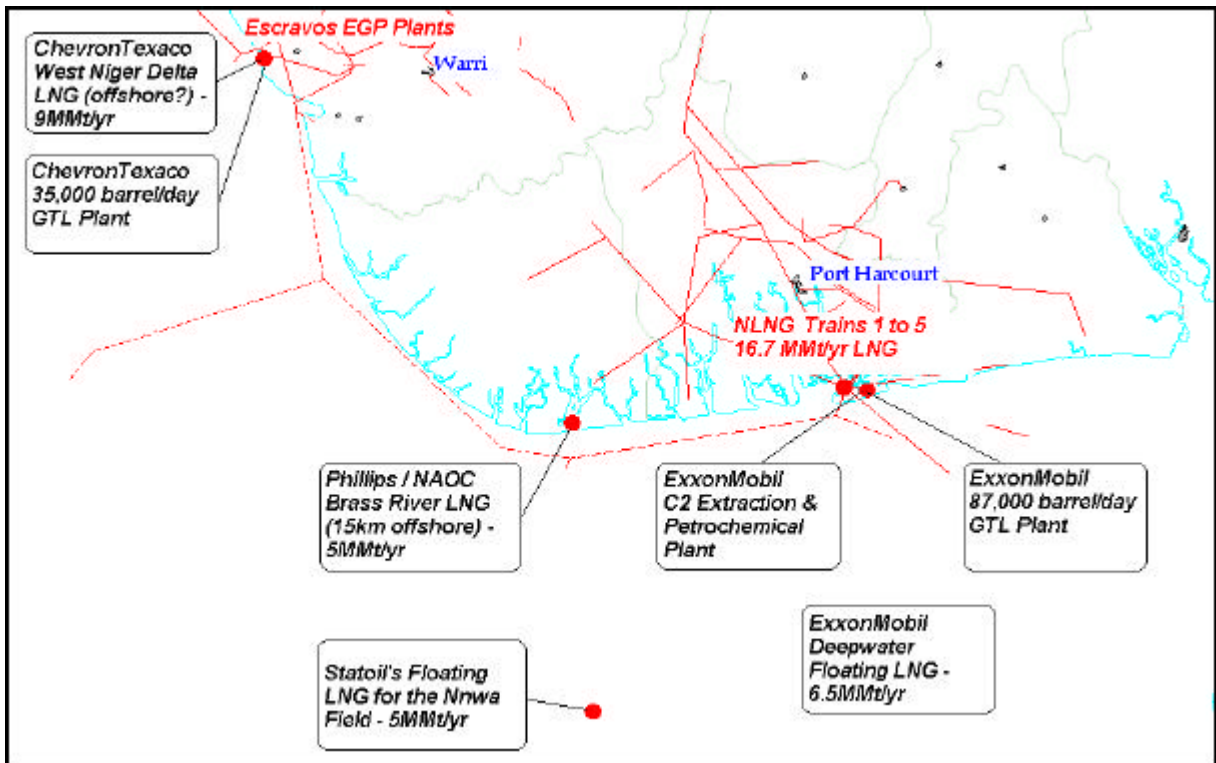 Escravos EGP Plants
ChevronTexaco
West Niger Delta
LNG (offshore?) -
9MMt/yr
Warri
ChevronTexaco
35,000 barrel/day
GTL Plant
Port Harcourt
NLNG Trains 1 to 5
16.7 MMt/yr LNG
Phillips / NAOC
Brass River LNG
(15km offshore) -
5MMt/yr
ExxonMobil
C2 Extraction &
Petrochemical
Plant
ExxonMobil
87,000 barrel/day
GTL Plant
Statoil's Floating
LNG for the Nnwa
Field - 5MMt/yr
ExxonMobil
Deepwater
Floating LNG -
6.5MMt/yr